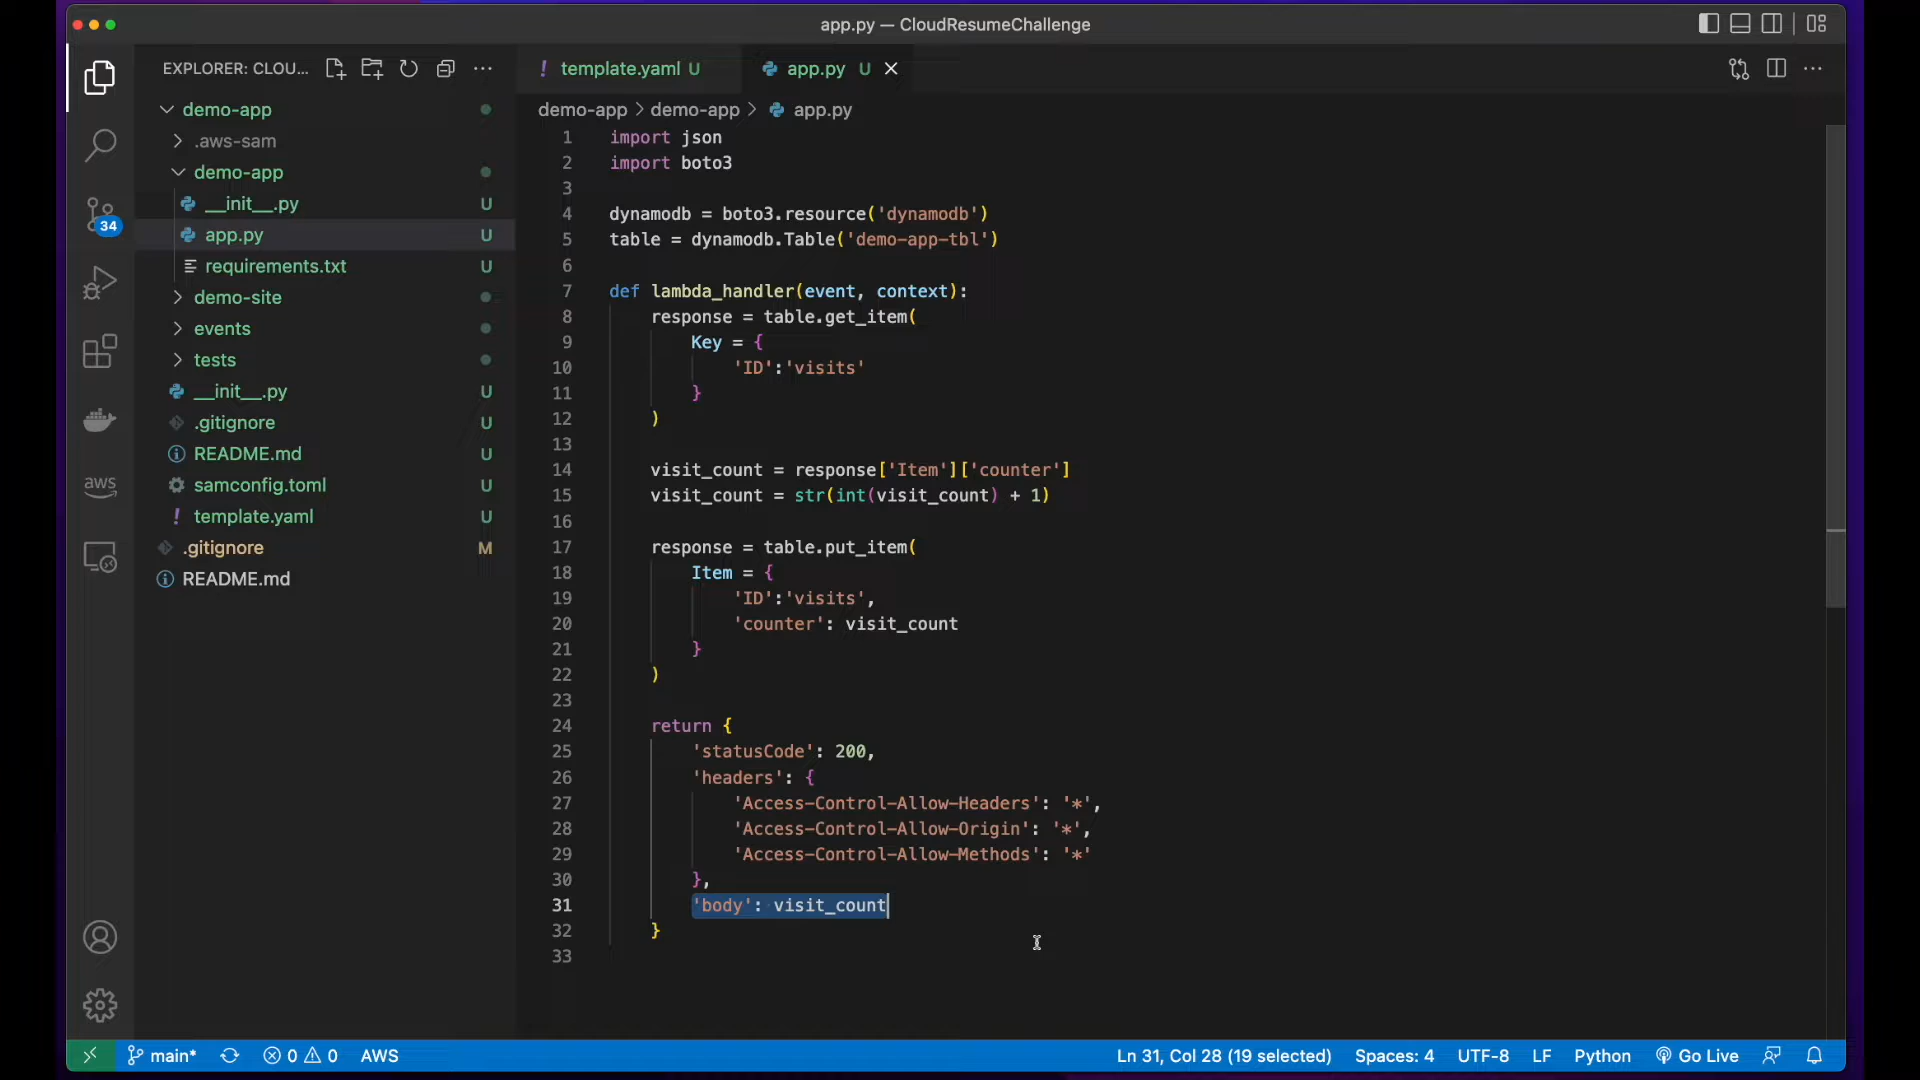 app.py — CloudResumeChallenge
EXPLORER: CLOU...
template.yaml U
app.py U
demo-app > demo-app > app.py
demo-app
.aws-sam
demo-app
__init__.py U
app.py U
requirements.txt U
demo-site
events
tests
__init__.py U
.gitignore U
README.md U
samconfig.toml U
template.yaml U
.gitignore M
README.md
34
aws
1 import json
2 import boto3
3
4 dynamodb = boto3.resource('dynamodb')
5 table = dynamodb.Table('demo-app-tbl')
6
7 def lambda_handler(event, context):
8     response = table.get_item(
9         Key = {
10             'ID':'visits'
11         }
12     )
13
14     visit_count = response['Item']['counter']
15     visit_count = str(int(visit_count) + 1)
16
17     response = table.put_item(
18         Item = {
19             'ID':'visits',
20             'counter': visit_count
21         }
22     )
23
24     return {
25         'statusCode': 200,
26         'headers': {
27             'Access-Control-Allow-Headers': '*',
28             'Access-Control-Allow-Origin': '*',
29             'Access-Control-Allow-Methods': '*'
30         },
31         'body': visit_count
32     }
33
main* 0 0 AWS Ln 31, Col 28 (19 selected) Spaces: 4 UTF-8 LF Python Go Live